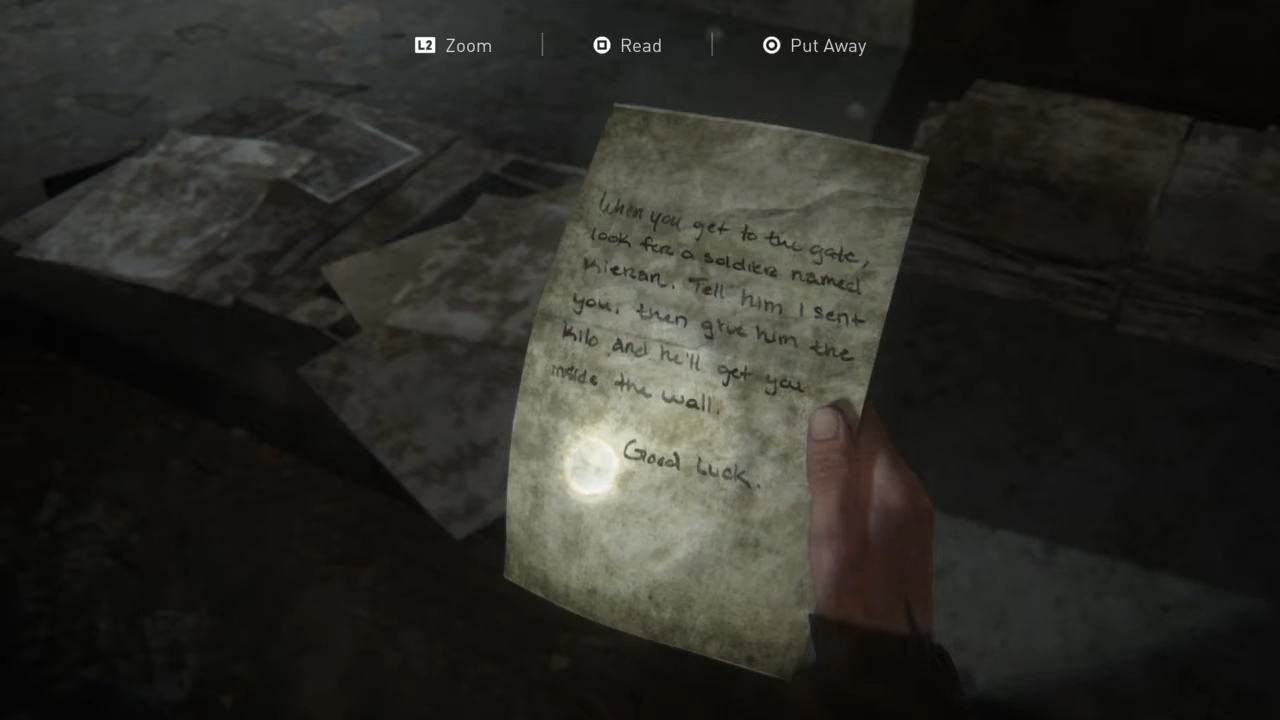 L2 Zoom | Read | Put Away
When you get to the gate,
look for a soldier named
Kieran. Tell him I sent
you, then give him the
kilo and he'll get you
inside the wall.
Good Luck.